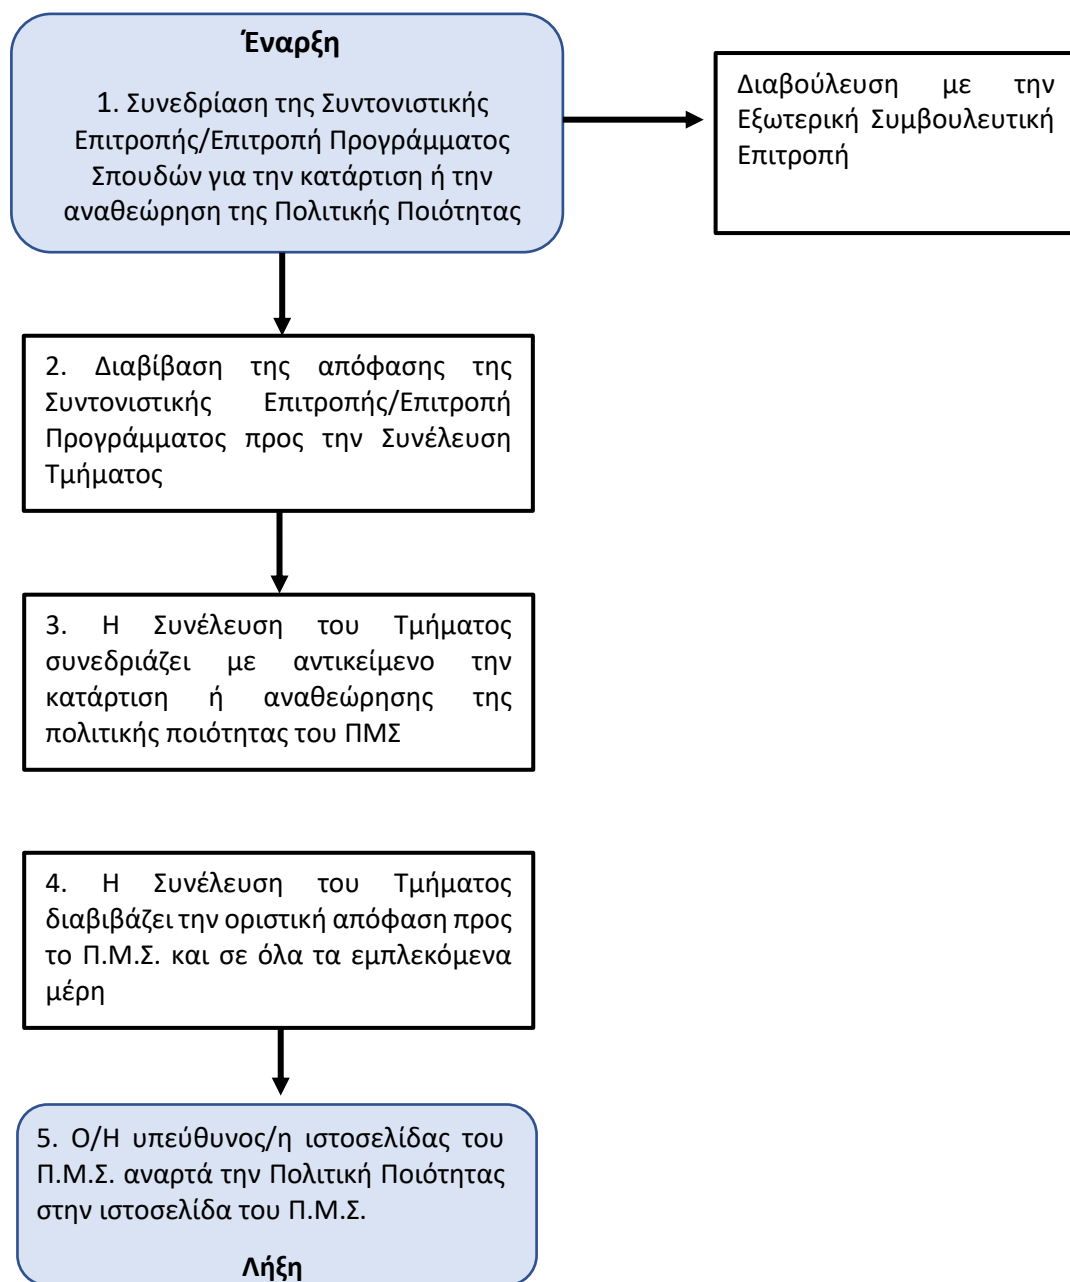 Έναρξη
1. Συνεδρίαση της Συντονιστικής
Επιτροπής/Επιτροπή Προγράμματος
Σπουδών για την κατάρτιση ή την
αναθεώρηση της Πολιτικής Ποιότητας
Διαβούλευση με την
Εξωτερική Συμβουλευτική
Επιτροπή
2. Διαβίβαση της απόφασης της
Συντονιστικής Επιτροπής/Επιτροπή
Προγράμματος προς την Συνέλευση
Τμήματος
3. Η Συνέλευση του Τμήματος
συνεδριάζει με αντικείμενο την
κατάρτιση ή αναθεώρησης της
πολιτικής ποιότητας του ΠΜΣ
4. Η Συνέλευση του Τμήματος
διαβιβάζει την οριστική απόφαση προς
το Π.Μ.Σ. και σε όλα τα εμπλεκόμενα
μέρη
5. Ο/Η υπεύθυνος/η ιστοσελίδας του
Π.Μ.Σ. αναρτά την Πολιτική Ποιότητας
στην ιστοσελίδα του Π.Μ.Σ.
Λήξη